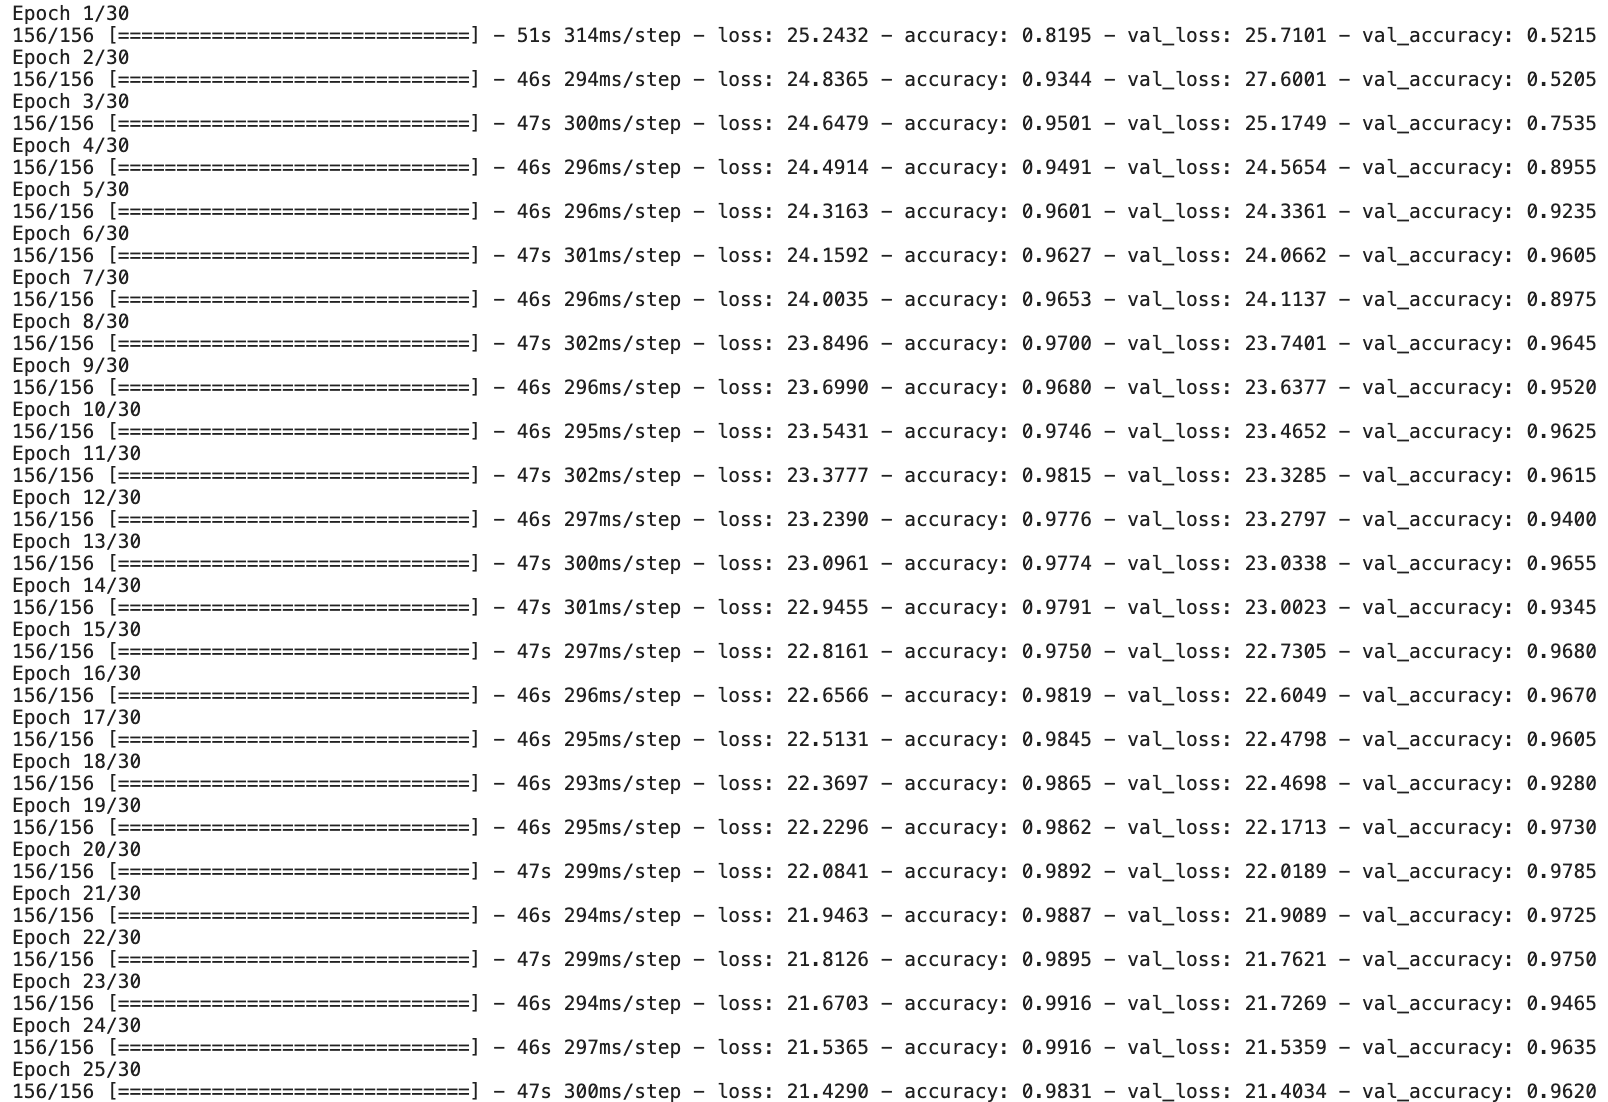 Epoch 1/30
156/156 [==============================] - 51s 314ms/step - loss: 25.2432 - accuracy: 0.8195 - val_loss: 25.7101 - val_accuracy: 0.5215
Epoch 2/30
156/156 [==============================] - 46s 294ms/step - loss: 24.8365 - accuracy: 0.9344 - val_loss: 27.6001 - val_accuracy: 0.5205
Epoch 3/30
156/156 [==============================] - 47s 300ms/step - loss: 24.6479 - accuracy: 0.9501 - val_loss: 25.1749 - val_accuracy: 0.7535
Epoch 4/30
156/156 [==============================] - 46s 296ms/step - loss: 24.4914 - accuracy: 0.9491 - val_loss: 24.5654 - val_accuracy: 0.8955
Epoch 5/30
156/156 [==============================] - 46s 296ms/step - loss: 24.3163 - accuracy: 0.9601 - val_loss: 24.3361 - val_accuracy: 0.9235
Epoch 6/30
156/156 [==============================] - 47s 301ms/step - loss: 24.1592 - accuracy: 0.9627 - val_loss: 24.0662 - val_accuracy: 0.9605
Epoch 7/30
156/156 [==============================] - 46s 296ms/step - loss: 24.0035 - accuracy: 0.9653 - val_loss: 24.1137 - val_accuracy: 0.8975
Epoch 8/30
156/156 [==============================] - 47s 302ms/step - loss: 23.8496 - accuracy: 0.9700 - val_loss: 23.7401 - val_accuracy: 0.9645
Epoch 9/30
156/156 [==============================] - 46s 296ms/step - loss: 23.6990 - accuracy: 0.9680 - val_loss: 23.6377 - val_accuracy: 0.9520
Epoch 10/30
156/156 [==============================] - 46s 295ms/step - loss: 23.5431 - accuracy: 0.9746 - val_loss: 23.4652 - val_accuracy: 0.9625
Epoch 11/30
156/156 [==============================] - 47s 302ms/step - loss: 23.3777 - accuracy: 0.9815 - val_loss: 23.3285 - val_accuracy: 0.9615
Epoch 12/30
156/156 [==============================] - 46s 297ms/step - loss: 23.2390 - accuracy: 0.9776 - val_loss: 23.2797 - val_accuracy: 0.9400
Epoch 13/30
156/156 [==============================] - 47s 300ms/step - loss: 23.0961 - accuracy: 0.9774 - val_loss: 23.0338 - val_accuracy: 0.9655
Epoch 14/30
156/156 [==============================] - 47s 301ms/step - loss: 22.9455 - accuracy: 0.9791 - val_loss: 23.0023 - val_accuracy: 0.9345
Epoch 15/30
156/156 [==============================] - 47s 297ms/step - loss: 22.8161 - accuracy: 0.9750 - val_loss: 22.7305 - val_accuracy: 0.9680
Epoch 16/30
156/156 [==============================] - 46s 296ms/step - loss: 22.6566 - accuracy: 0.9819 - val_loss: 22.6049 - val_accuracy: 0.9670
Epoch 17/30
156/156 [==============================] - 46s 295ms/step - loss: 22.5131 - accuracy: 0.9845 - val_loss: 22.4798 - val_accuracy: 0.9605
Epoch 18/30
156/156 [==============================] - 46s 293ms/step - loss: 22.3697 - accuracy: 0.9865 - val_loss: 22.4698 - val_accuracy: 0.9280
Epoch 19/30
156/156 [==============================] - 46s 295ms/step - loss: 22.2296 - accuracy: 0.9862 - val_loss: 22.1713 - val_accuracy: 0.9730
Epoch 20/30
156/156 [==============================] - 47s 299ms/step - loss: 22.0841 - accuracy: 0.9892 - val_loss: 22.0189 - val_accuracy: 0.9785
Epoch 21/30
156/156 [==============================] - 46s 294ms/step - loss: 21.9463 - accuracy: 0.9887 - val_loss: 21.9089 - val_accuracy: 0.9725
Epoch 22/30
156/156 [==============================] - 47s 299ms/step - loss: 21.8126 - accuracy: 0.9895 - val_loss: 21.7621 - val_accuracy: 0.9750
Epoch 23/30
156/156 [==============================] - 46s 294ms/step - loss: 21.6703 - accuracy: 0.9916 - val_loss: 21.7269 - val_accuracy: 0.9465
Epoch 24/30
156/156 [==============================] - 46s 297ms/step - loss: 21.5365 - accuracy: 0.9916 - val_loss: 21.5359 - val_accuracy: 0.9635
Epoch 25/30
156/156 [==============================] - 47s 300ms/step - loss: 21.4290 - accuracy: 0.9831 - val_loss: 21.4034 - val_accuracy: 0.9620